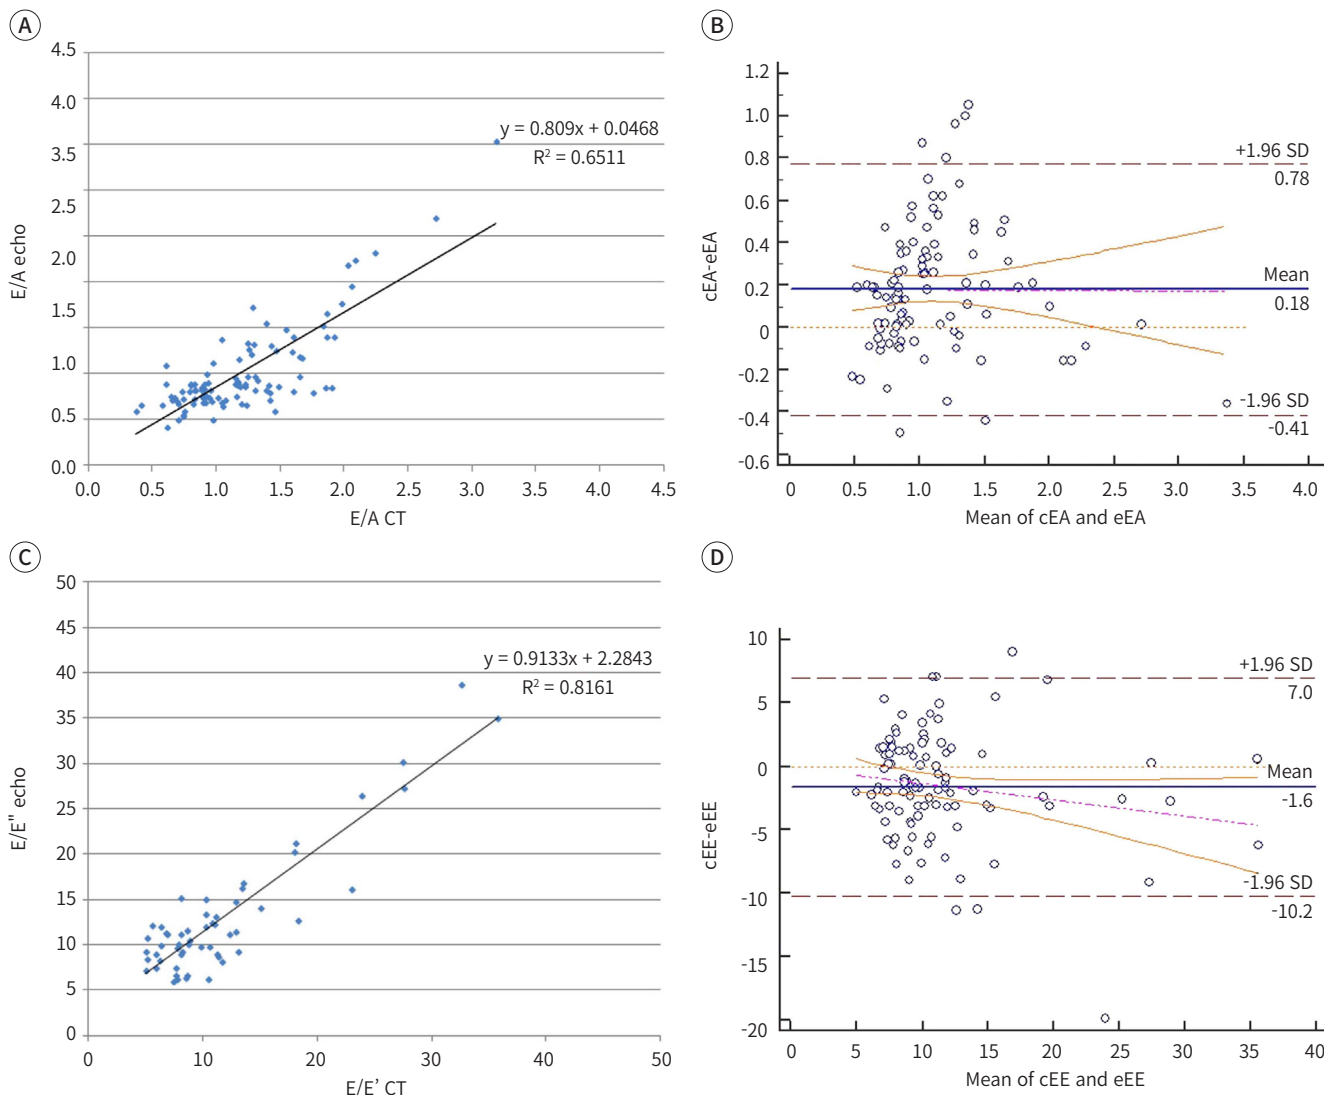 A
4.5
4.0
3.5
2.5
2.0
1.0
0.5
0.0
E/A echo
y = 0.809x + 0.0468
R² = 0.6511
0.0 0.5 1.0 1.5 2.0 2.5 3.0 3.5 4.0 4.5
E/A CT
B
1.2
1.0
0.8
0.6
0.4
0.2
0
-0.2
-0.4
-0.6
cEA-eEA
+1.96 SD
0.78
Mean
0.18
-1.96 SD
-0.41
0 0.5 1.0 1.5 2.0 2.5 3.0 3.5 4.0
Mean of cEA and eEA
C
50
45
40
35
30
25
20
15
10
5
0
E/E" echo
y = 0.9133x + 2.2843
R² = 0.8161
0 10 20 30 40 50
E/E’ CT
D
10
5
0
-5
-10
-15
-20
cEE-eEE
+1.96 SD
7.0
Mean
-1.6
-1.96 SD
-10.2
0 5 10 15 20 25 30 35 40
Mean of cEE and eEE